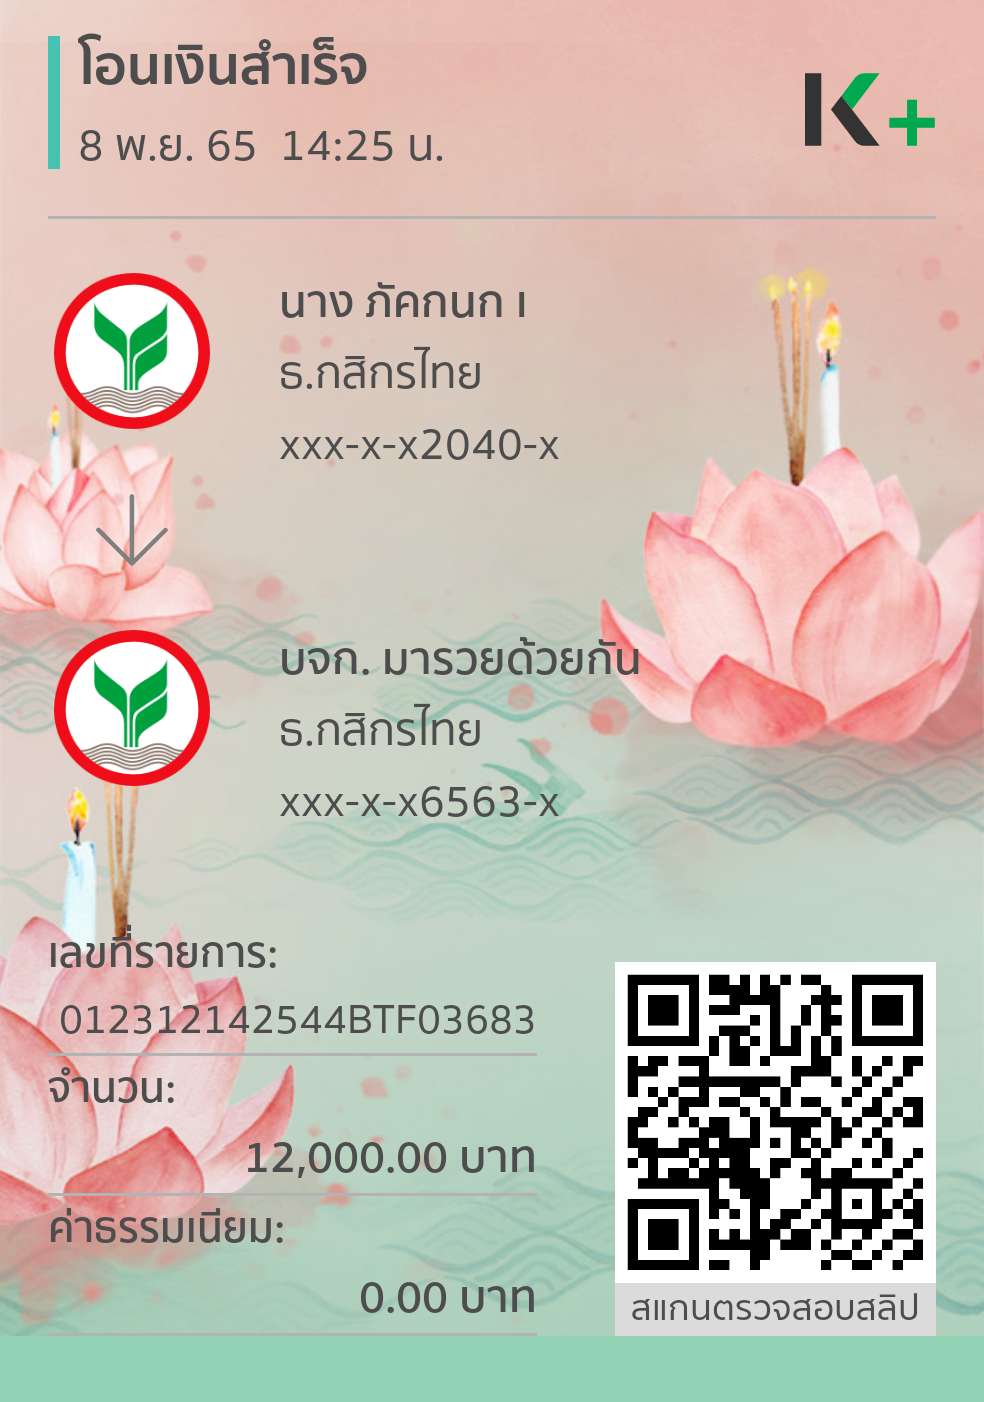 โอนเงินสำเร็จ
8 พ.ย. 65 14:25 น.
K+
นาง ภัคกนก เ
ธ.กสิกรไทย
xxx-x-x2040-x
บจก. มารวยด้วยกัน
ธ.กสิกรไทย
xxx-x-x6563-x
เลขที่รายการ:
012312142544BTF03683
จำนวน:
12,000.00 บาท
ค่าธรรมเนียม:
0.00 บาท
สแกนตรวจสอบสลิป